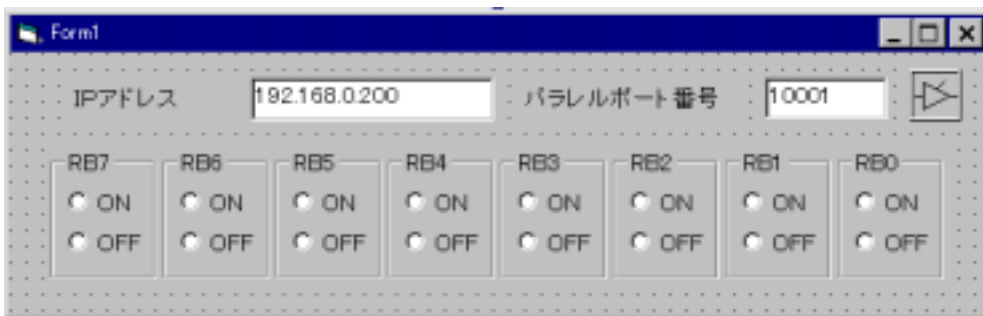 Form1
IPアドレス 192.168.0.200 パラレルポート番号 10001
RB7 RB6 RB5 RB4 RB3 RB2 RB1 RB0
ON ON ON ON ON ON ON ON
OFF OFF OFF OFF OFF OFF OFF OFF